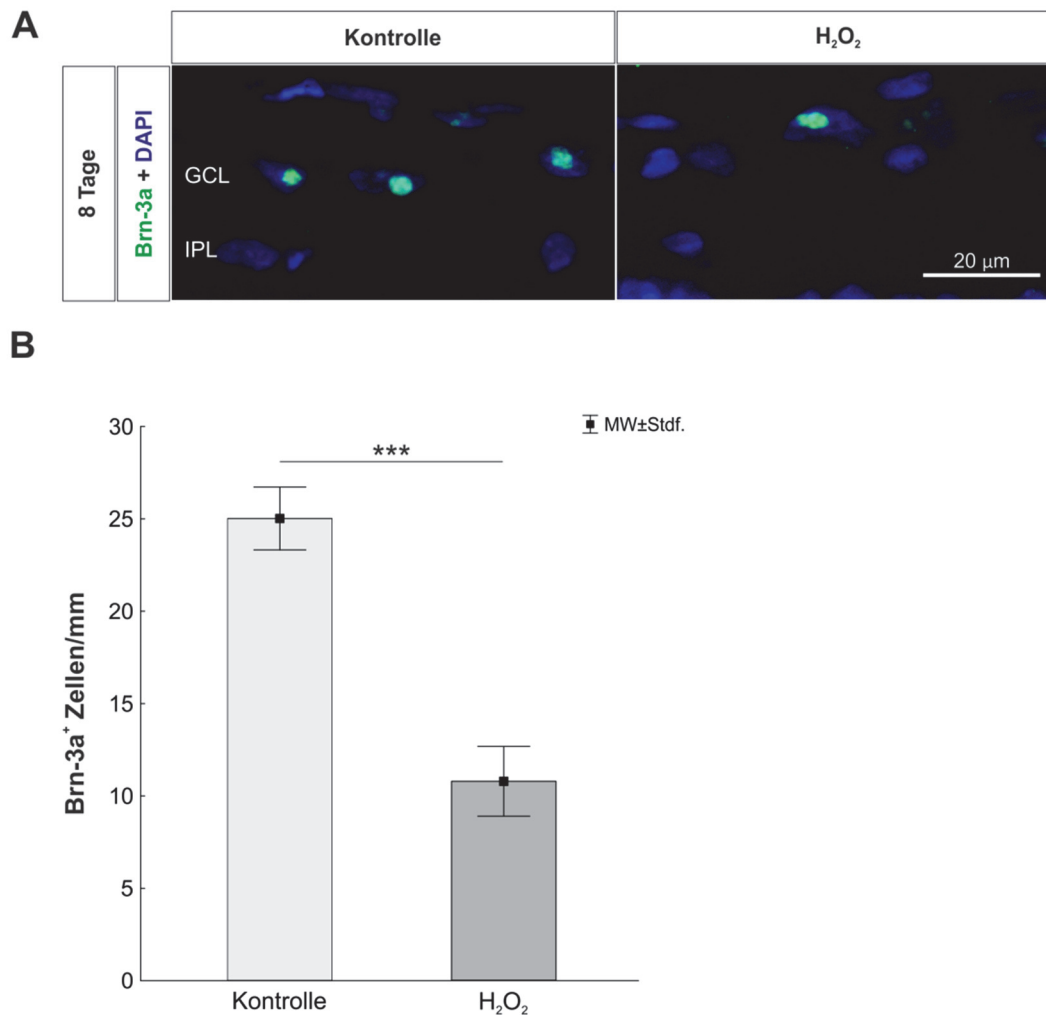 A
Kontrolle
H₂O₂
8 Tage
Brn-3a + DAPI
GCL
IPL
20 µm
B
MW±Stdf.
***
30
25
20
15
10
5
0
Brn-3a⁺ Zellen/mm
Kontrolle
H₂O₂